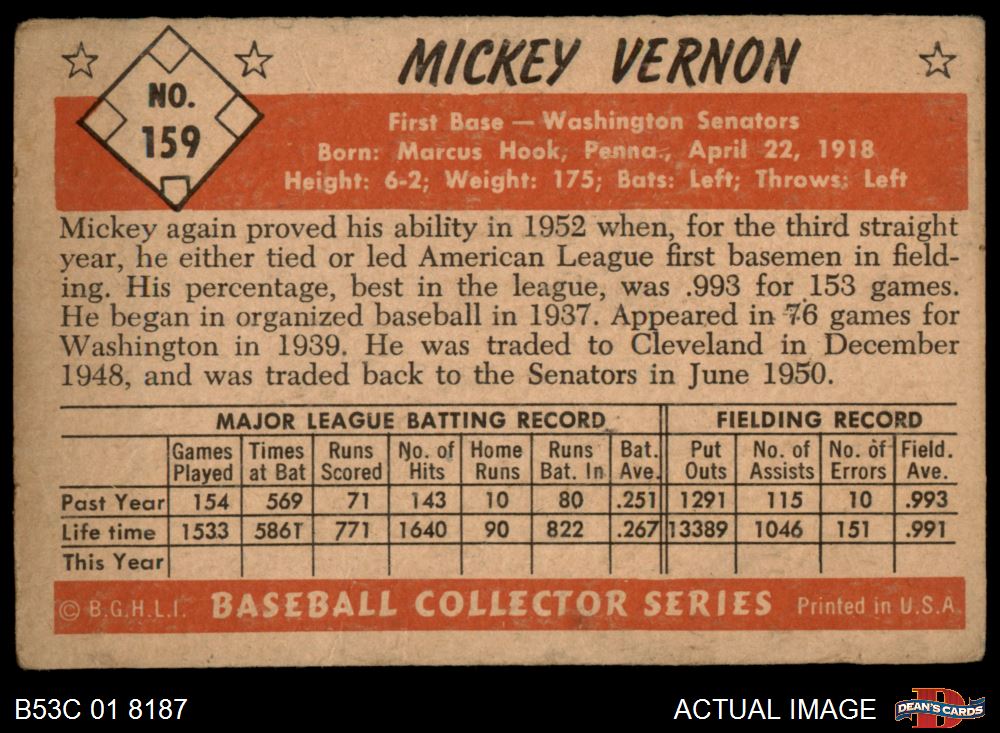 MICKEY VERNON
NO.
159
First Base — Washington Senators
Born: Marcus Hook, Penna., April 22, 1918
Height: 6-2; Weight: 175; Bats: Left; Throws: Left
Mickey again proved his ability in 1952 when, for the third straight
year, he either tied or led American League first basemen in field-
ing. His percentage, best in the league, was .993 for 153 games.
He began in organized baseball in 1937. Appeared in 76 games for
Washington in 1939. He was traded to Cleveland in December
1948, and was traded back to the Senators in June 1950.
MAJOR LEAGUE BATTING RECORD FIELDING RECORD
Games Times Runs No. of Home Runs Bat. Put No. of No. of Field.
Played at Bat Scored Hits Runs Bat. In Ave. Outs Assists Errors Ave.
Past Year 154 569 71 143 10 80 .251 1291 115 10 .993
Life time 1533 5861 771 1640 90 822 .267 13389 1046 151 .991
This Year
© B.G.H.L.I. BASEBALL COLLECTOR SERIES Printed in U.S.A.
B53C 01 8187 ACTUAL IMAGE DEAN'S CARDS